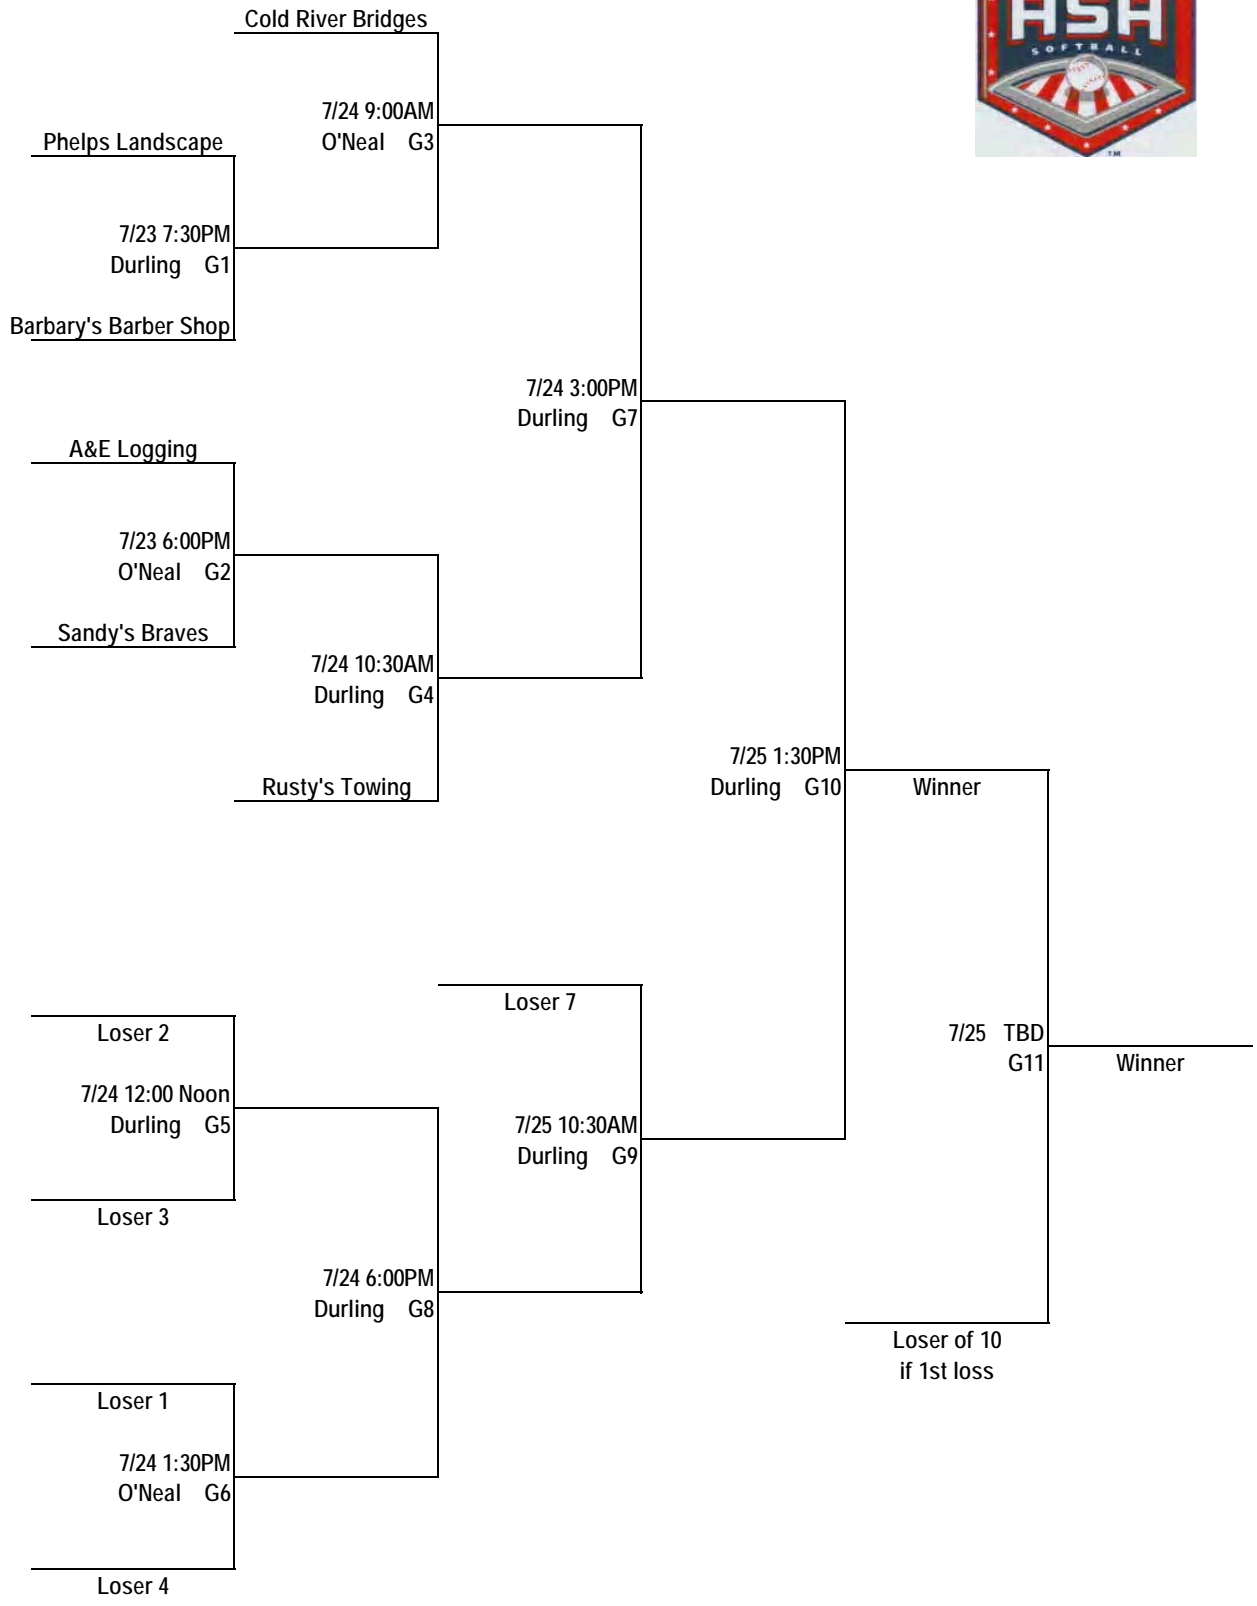 Cold River Bridges
ASA
SOFTBALL
TM
7/24 9:00AM
O'Neal G3
Phelps Landscape
7/23 7:30PM
Durling G1
Barbary's Barber Shop
7/24 3:00PM
Durling G7
A&E Logging
7/23 6:00PM
O'Neal G2
Sandy's Braves
7/24 10:30AM
Durling G4
Rusty's Towing
7/25 1:30PM
Durling G10
Winner
Loser 7
Loser 2
7/24 12:00 Noon
Durling G5
Loser 3
7/25 TBD
G11
Winner
7/25 10:30AM
Durling G9
7/24 6:00PM
Durling G8
Loser of 10
if 1st loss
Loser 1
7/24 1:30PM
O'Neal G6
Loser 4